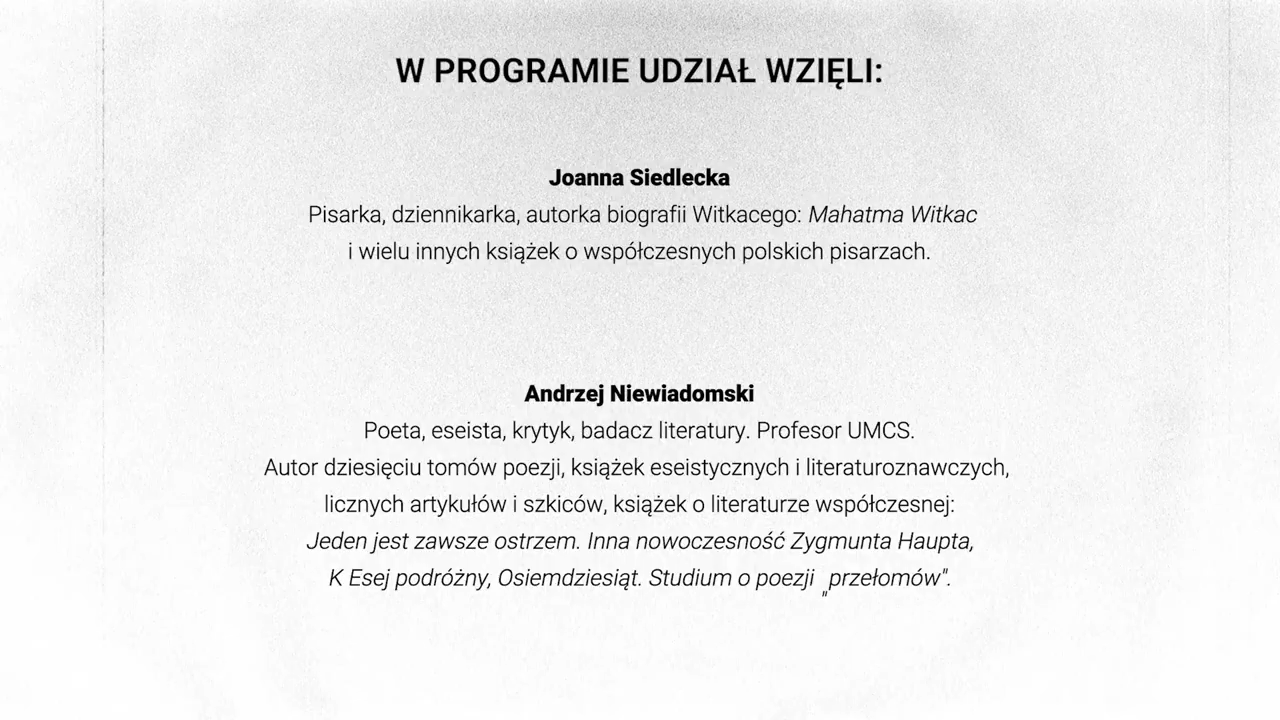 W PROGRAMIE UDZIAŁ WZIĘLI:
Joanna Siedlecka
Pisarka, dziennikarka, autorka biografii Witkacego: Mahatma Witkac
i wielu innych książek o współczesnych polskich pisarzach.
Andrzej Niewiadomski
Poeta, eseista, krytyk, badacz literatury. Profesor UMCS.
Autor dziesięciu tomów poezji, książek eseistycznych i literaturoznawczych,
licznych artykułów i szkiców, książek o literaturze współczesnej:
Jeden jest zawsze ostrzem. Inna nowoczesność Zygmunta Haupta,
K Esej podróżny, Osiemdziesiąt. Studium o poezji „przełomów".